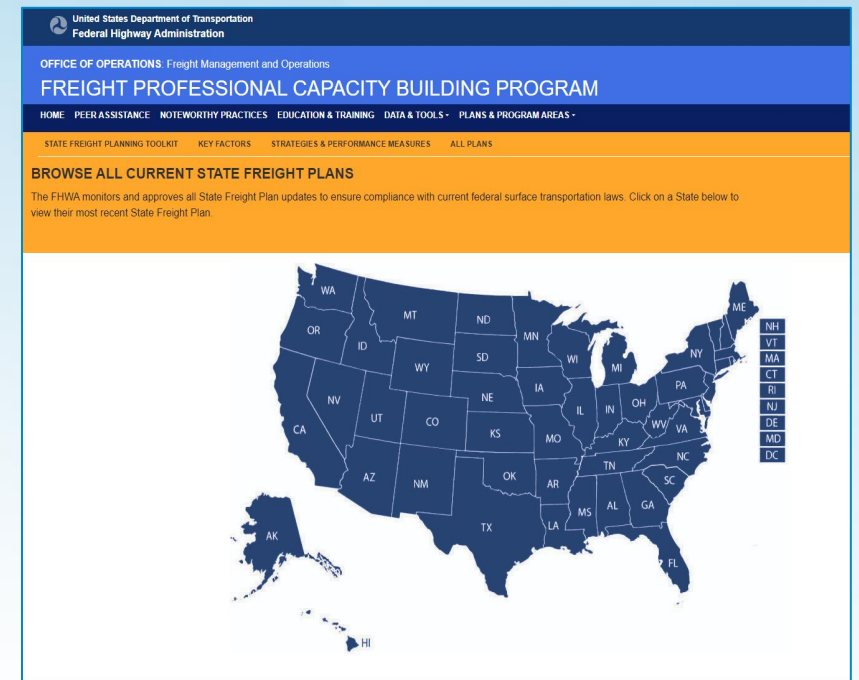 United States Department of Transportation
Federal Highway Administration
OFFICE OF OPERATIONS: Freight Management and Operations
FREIGHT PROFESSIONAL CAPACITY BUILDING PROGRAM
HOME PEER ASSISTANCE NOTEWORTHY PRACTICES EDUCATION & TRAINING DATA & TOOLS PLANS & PROGRAM AREAS
STATE FREIGHT PLANNING TOOLKIT KEY FACTORS STRATEGIES & PERFORMANCE MEASURES ALL PLANS
BROWSE ALL CURRENT STATE FREIGHT PLANS
The FHWA monitors and approves all State Freight Plan updates to ensure compliance with current federal surface transportation laws. Click on a State below to
view their most recent State Freight Plan.
WA
MT
ND
ME
OR
ID
MN
NH
VT
WY
SD
WI
MI
NY
MA
CT
NV
UT
CO
NE
IA
IL
IN
OH
PA
RI
NJ
CA
KS
MO
KY
WV
VA
DE
MD
DC
AZ
NM
OK
AR
TN
NC
SC
TX
LA
MS
AL
GA
AK
FL
HI